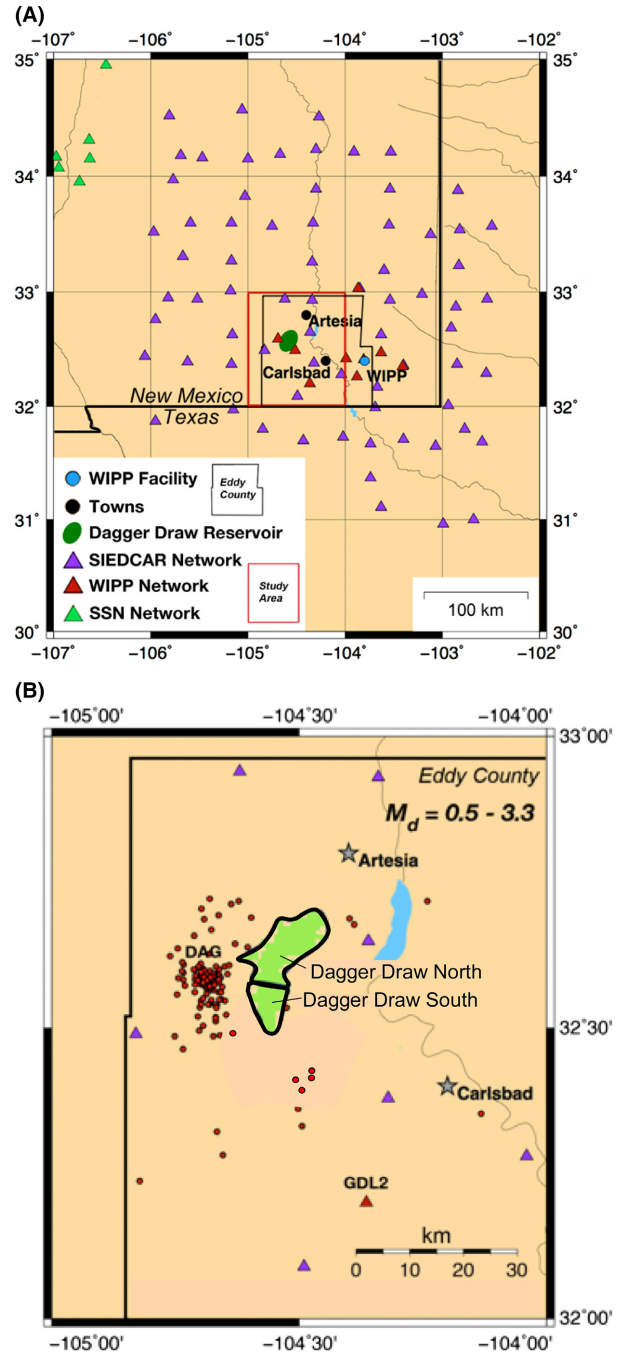 (A)
−107° −106° −105° −104° −103° −102°
35° 35°
34° 34°
33° 33°
Artesia
Carlsbad WIPP
New Mexico
32° 32°
Texas
WIPP Facility
Eddy
County
Towns
Dagger Draw Reservoir
31° 31°
SIEDCAR Network
WIPP Network
Study
Area
SSN Network
100 km
30° 30°
−107° −106° −105° −104° −103° −102°
(B)
−105°00' −104°30' −104°00'
33°00'
Eddy County
Md = 0.5 - 3.3
Artesia
DAG
Dagger Draw North
Dagger Draw South
32°30'
Carlsbad
GDL2
km
0 10 20 30
32°00'
−105°00' −104°30' −104°00'